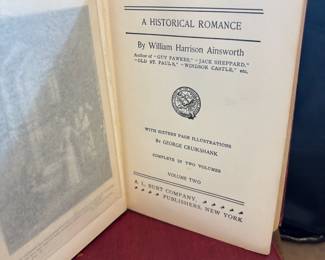 A HISTORICAL ROMANCE
By William Harrison Ainsworth
Author of "GUY FAWKES," "JACK SHEPPARD,"
"OLD ST. PAUL'S," "WINDSOR CASTLE," etc.
WITH SIXTEEN PAGE ILLUSTRATIONS
By GEORGE CRUIKSHANK
COMPLETE IN TWO VOLUMES
VOLUME TWO
A. L. BURT COMPANY,
PUBLISHERS, NEW YORK